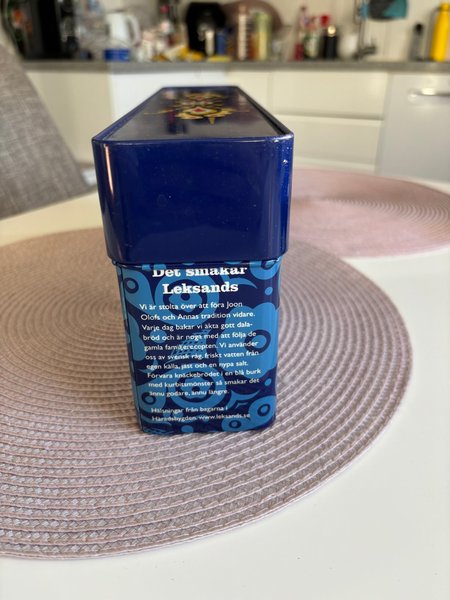 Det smakar
Leksands
Vi är stolta över att föra Joon
Olofs och Annas tradition vidare.
Varje dag bakar vi äkta gott dala-
bröd och är noga med att följa de
gamla familjerecepten. Vi använder
oss av svensk råg, friskt vatten från
egen källa, jäst och en nypa salt.
Förvara knäckebrödet i en blå burk
med kurbitsmönster så smakar det
ännu godare, ännu längre.
Hälsningar från bagarna i
Häradsbygden. www.leksands.se